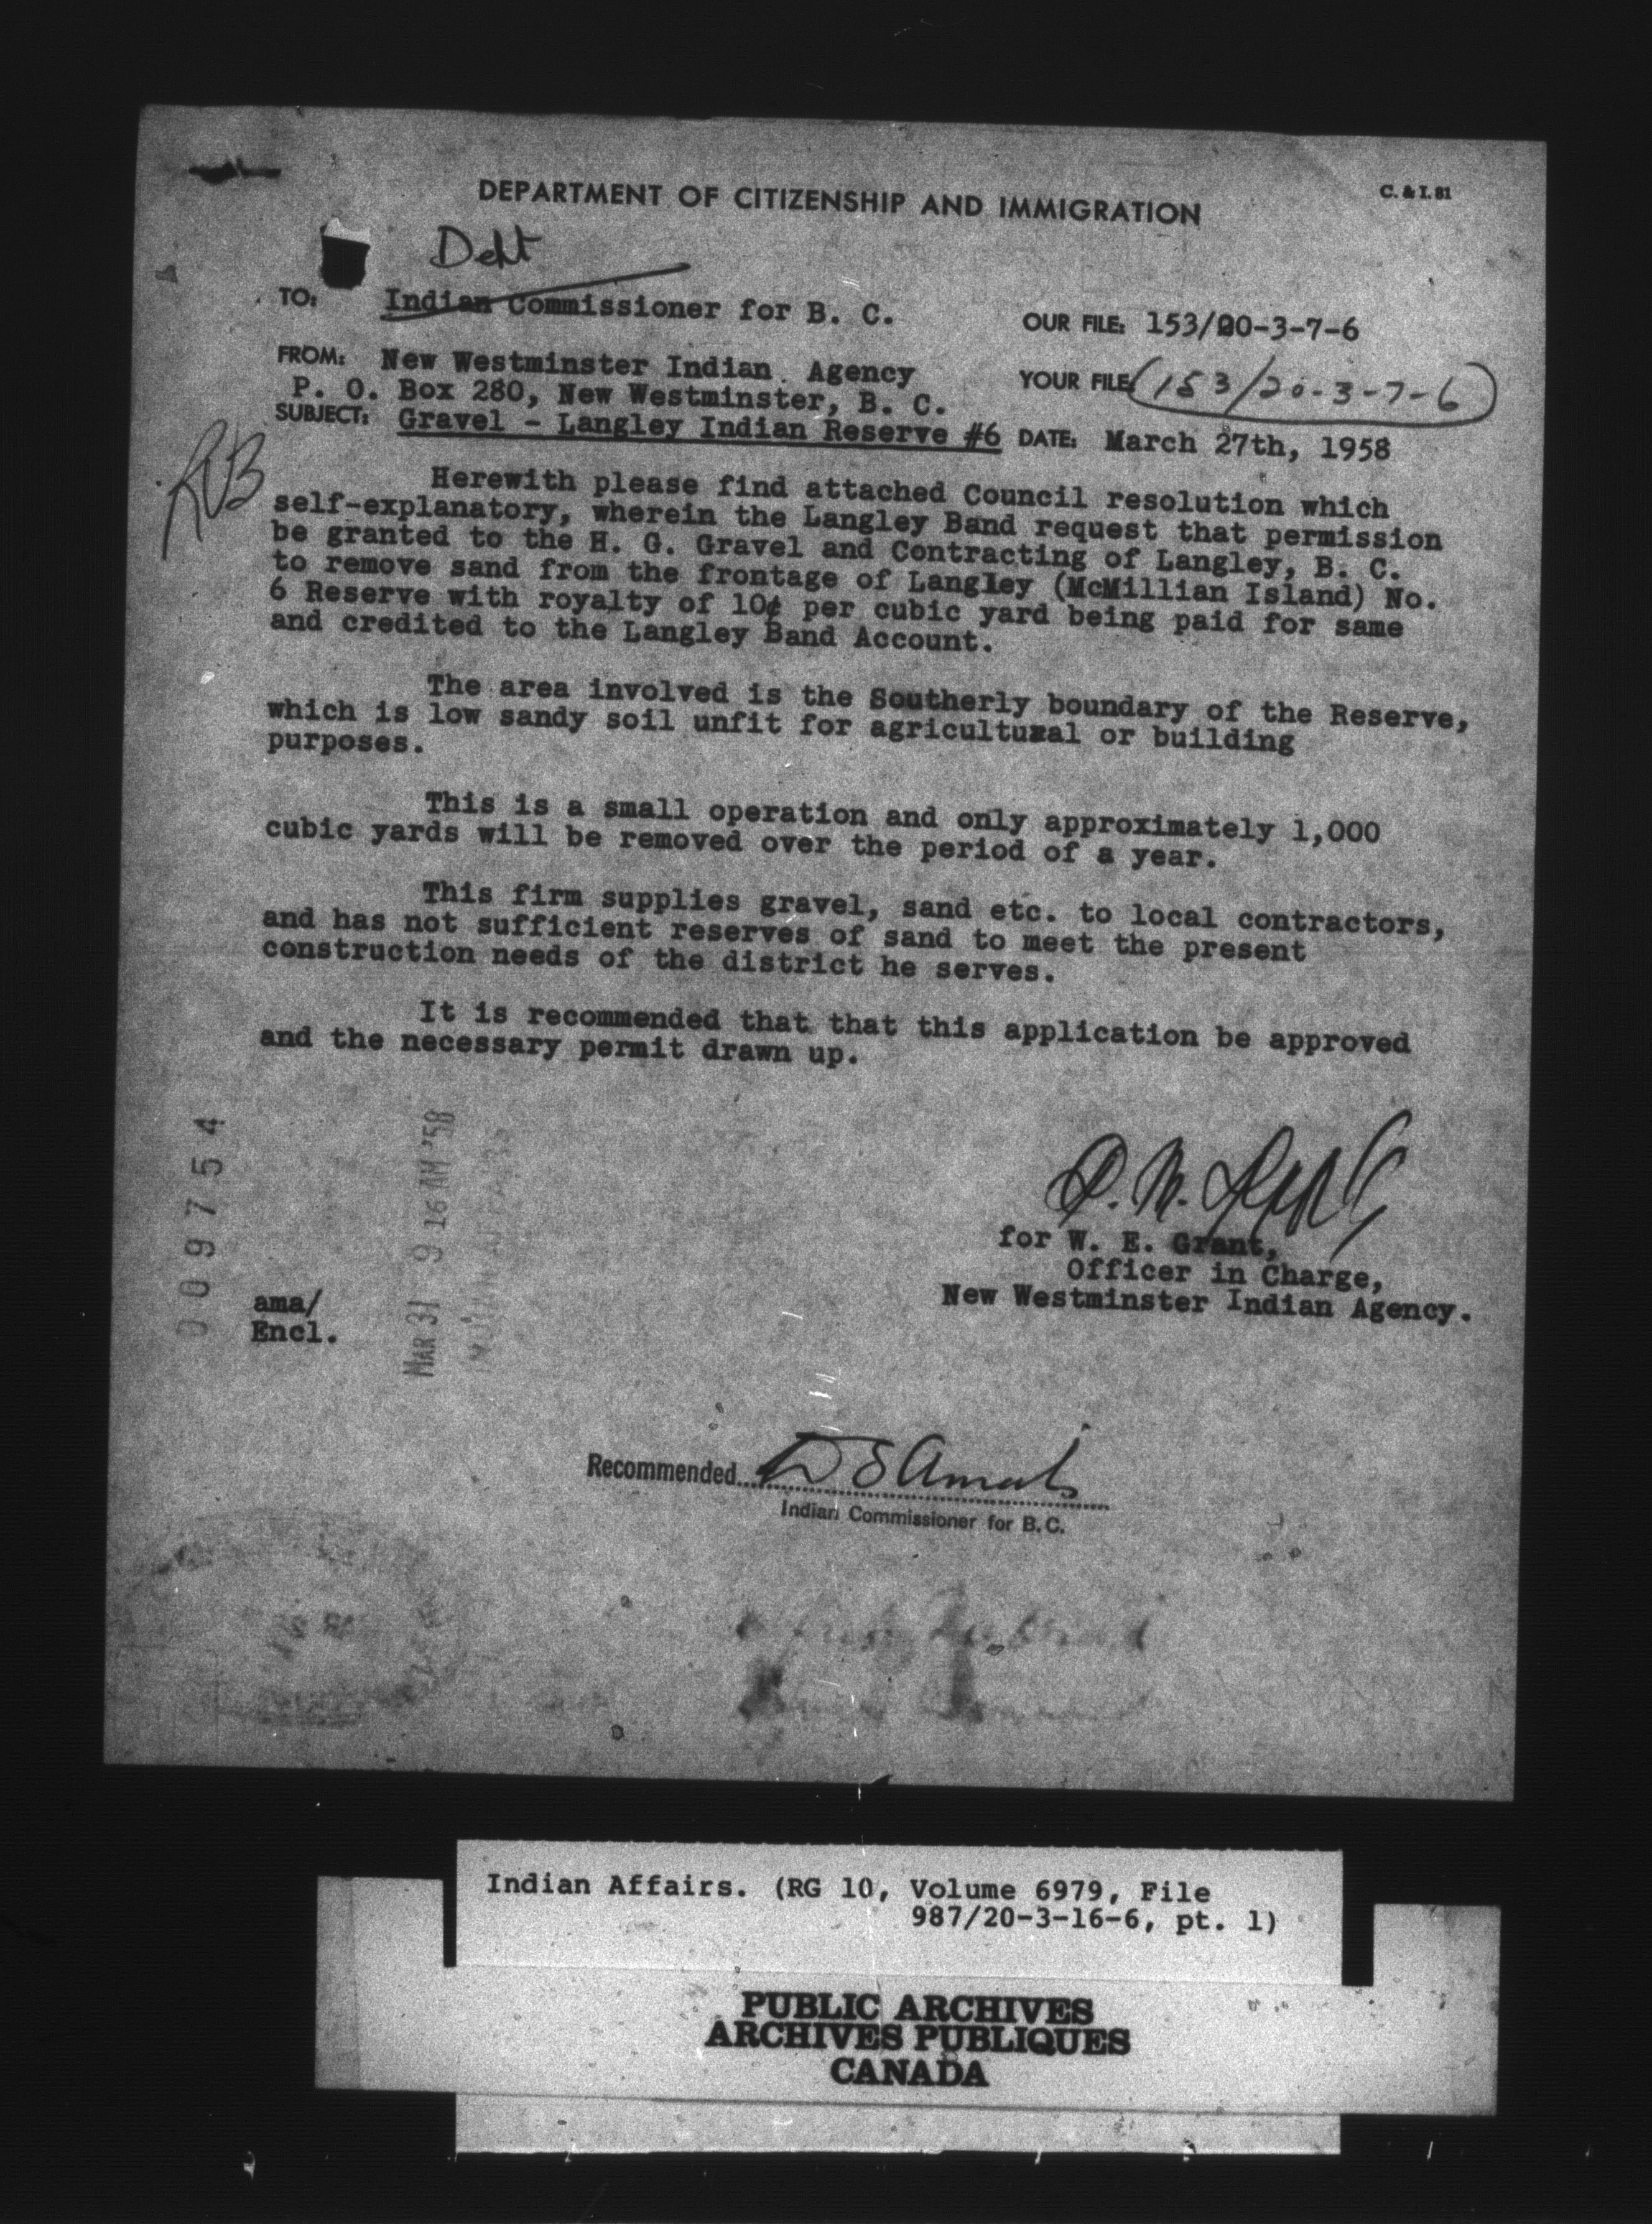 DEPARTMENT OF CITIZENSHIP AND IMMIGRATION
C. & I. 81
TO: Indian Commissioner for B. C.
OUR FILE: 153/20-3-7-6
FROM: New Westminster Indian Agency
P. O. Box 280, New Westminster, B. C.
YOUR FILE 153/20-3-7-6
SUBJECT: Gravel - Langley Indian Reserve #6 DATE: March 27th, 1958
Herewith please find attached Council resolution which
self-explanatory, wherein the Langley Band request that permission
be granted to the H. G. Gravel and Contracting of Langley, B. C.
to remove sand from the frontage of Langley (McMillian Island) No.
6 Reserve with royalty of 10¢ per cubic yard being paid for same
and credited to the Langley Band Account.
The area involved is the Southerly boundary of the Reserve,
which is low sandy soil unfit for agricultural or building
purposes.
This is a small operation and only approximately 1,000
cubic yards will be removed over the period of a year.
This firm supplies gravel, sand etc. to local contractors,
and has not sufficient reserves of sand to meet the present
construction needs of the district he serves.
It is recommended that that this application be approved
and the necessary permit drawn up.
009754
MAR 31 9 16 AM '58
for W. E. Grant,
Officer in Charge,
New Westminster Indian Agency.
ama/
Encl.
Recommended
Indian Commissioner for B.C.
Indian Affairs. (RG 10, Volume 6979, File
987/20-3-16-6, pt. 1)
PUBLIC ARCHIVES
ARCHIVES PUBLIQUES
CANADA